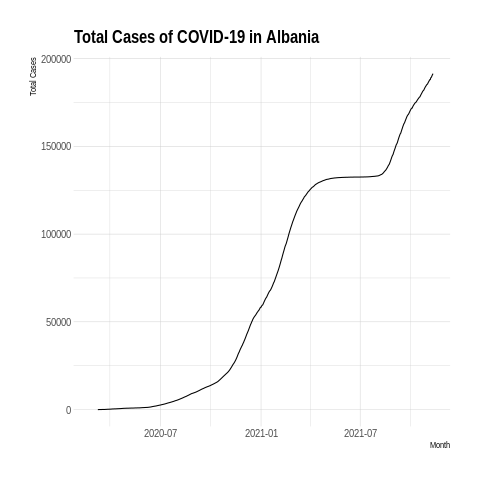 Total Cases of COVID-19 in Albania
Total Cases
200000
150000
100000
50000
0
2020-07 2021-01 2021-07
Month